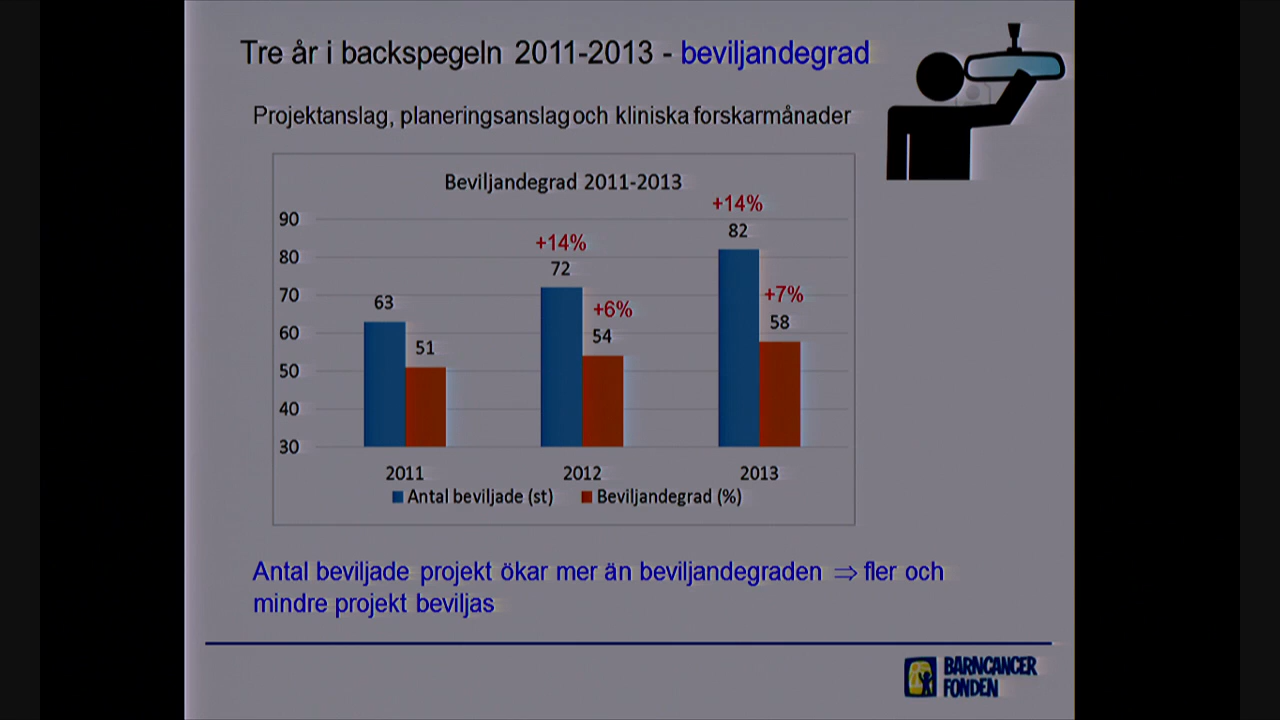 Tre år i backspegeln 2011-2013 - beviljandegrad
Projektanslag, planeringsanslag och kliniska forskarmånader
Beviljandegrad 2011-2013
90
80
70
60
50
40
30
63
51
+14%
72
+6%
54
+14%
82
+7%
58
2011
2012
2013
Antal beviljade (st)
Beviljandegrad (%)
Antal beviljade projekt ökar mer än beviljandegraden ⇒ fler och
mindre projekt beviljas
BARNCANCER
FONDEN